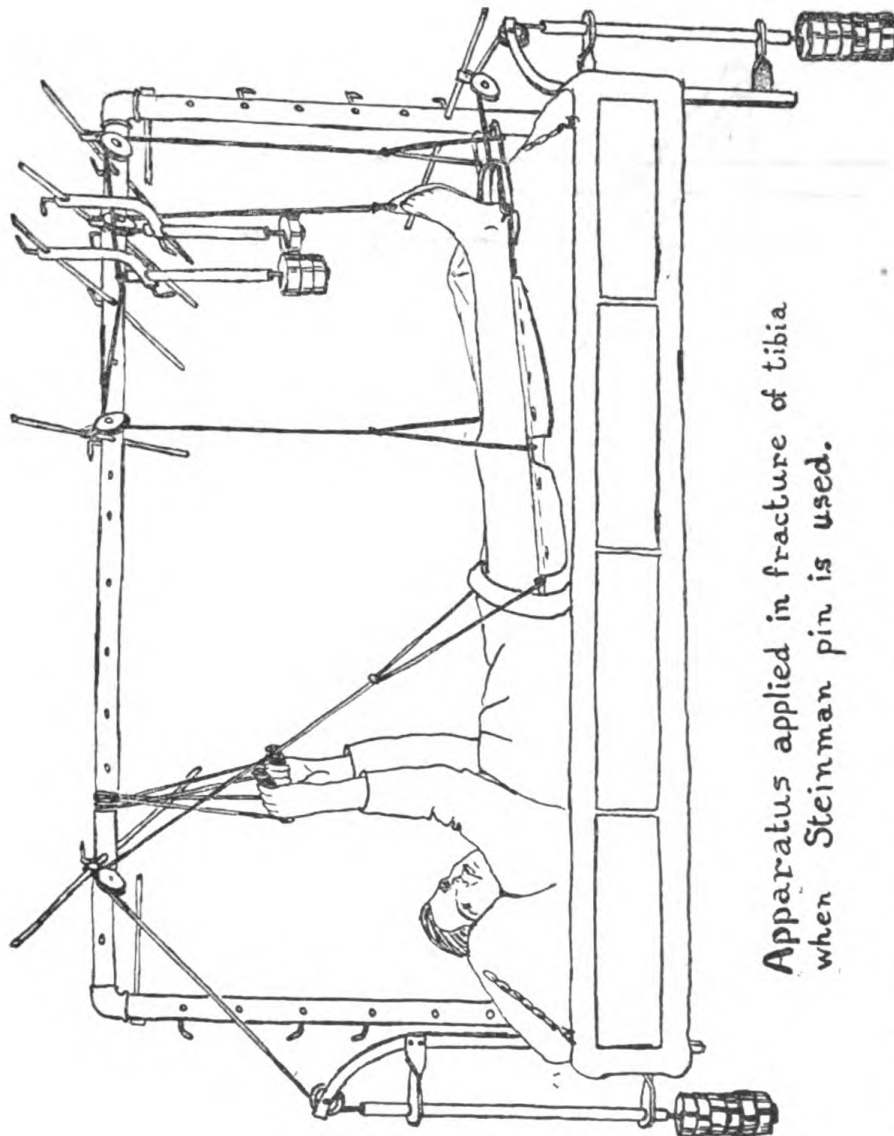 Apparatus applied in fracture of tibia
when Steinman pin is used.